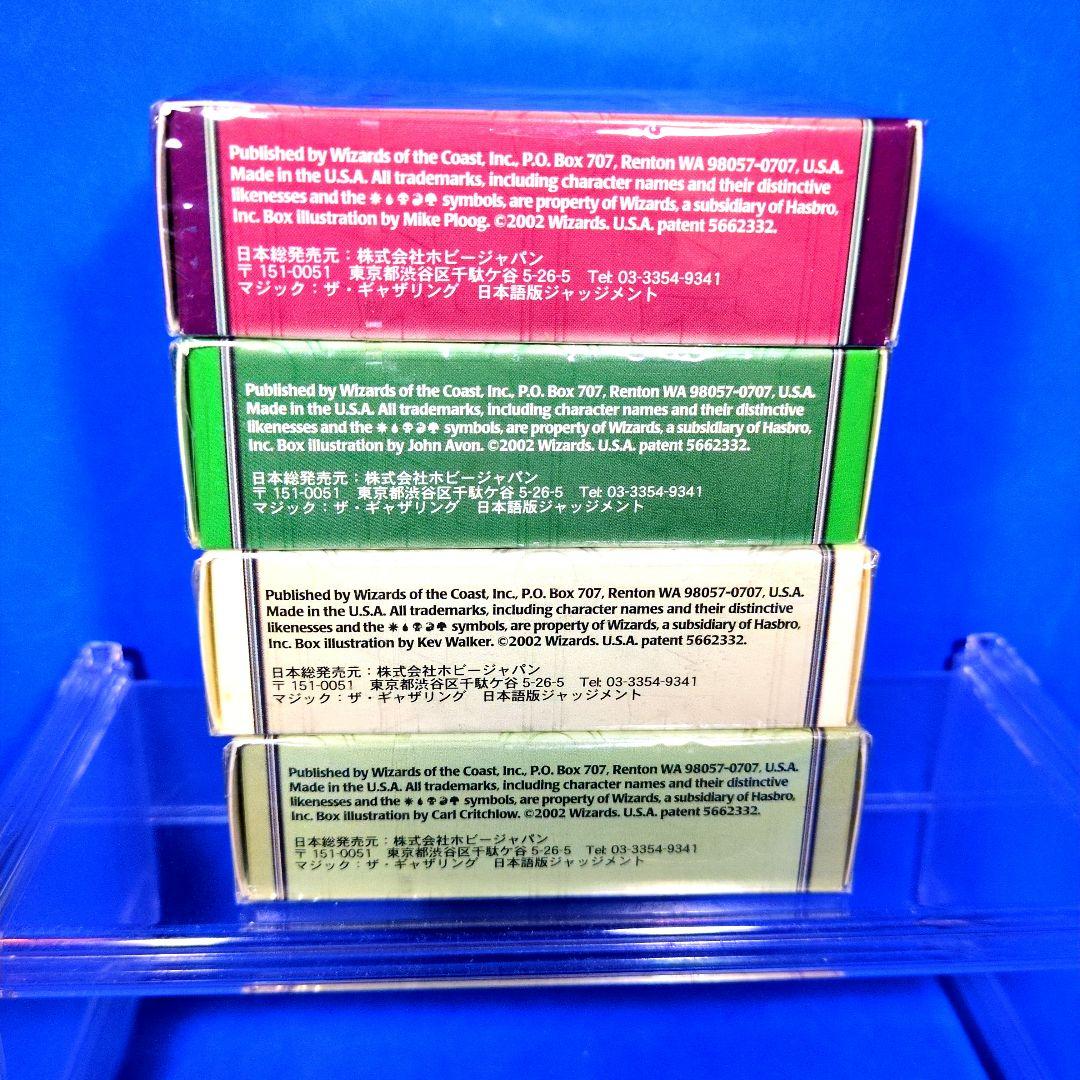 Published by Wizards of the Coast, Inc., P.O. Box 707, Renton WA 98057-0707, U.S.A.
Made in the U.S.A. All trademarks, including character names and their distinctive
likenesses and the symbols, are property of Wizards, a subsidiary of Hasbro,
Inc. Box illustration by Mike Ploog. ©2002 Wizards. U.S.A. patent 5662332.
日本総発売元：株式会社ホビージャパン
〒151-0051 東京都渋谷区千駄ケ谷 5-26-5 Tel: 03-3354-9341
マジック：ザ・ギャザリング 日本語版ジャッジメント
Published by Wizards of the Coast, Inc., P.O. Box 707, Renton WA 98057-0707, U.S.A.
Made in the U.S.A. All trademarks, including character names and their distinctive
likenesses and the symbols, are property of Wizards, a subsidiary of Hasbro,
Inc. Box illustration by John Avon. ©2002 Wizards. U.S.A. patent 5662332.
日本総発売元：株式会社ホビージャパン
〒151-0051 東京都渋谷区千駄ケ谷 5-26-5 Tel: 03-3354-9341
マジック：ザ・ギャザリング 日本語版ジャッジメント
Published by Wizards of the Coast, Inc., P.O. Box 707, Renton WA 98057-0707, U.S.A.
Made in the U.S.A. All trademarks, including character names and their distinctive
likenesses and the symbols, are property of Wizards, a subsidiary of Hasbro,
Inc. Box illustration by Kev Walker. ©2002 Wizards. U.S.A. patent 5662332.
日本総発売元：株式会社ホビージャパン
〒151-0051 東京都渋谷区千駄ケ谷 5-26-5 Tel: 03-3354-9341
マジック：ザ・ギャザリング 日本語版ジャッジメント
Published by Wizards of the Coast, Inc., P.O. Box 707, Renton WA 98057-0707, U.S.A.
Made in the U.S.A. All trademarks, including character names and their distinctive
likenesses and the symbols, are property of Wizards, a subsidiary of Hasbro,
Inc. Box illustration by Carl Critchlow. ©2002 Wizards. U.S.A. patent 5662332.
日本総発売元：株式会社ホビージャパン
〒151-0051 東京都渋谷区千駄ケ谷 5-26-5 Tel: 03-3354-9341
マジック：ザ・ギャザリング 日本語版ジャッジメント